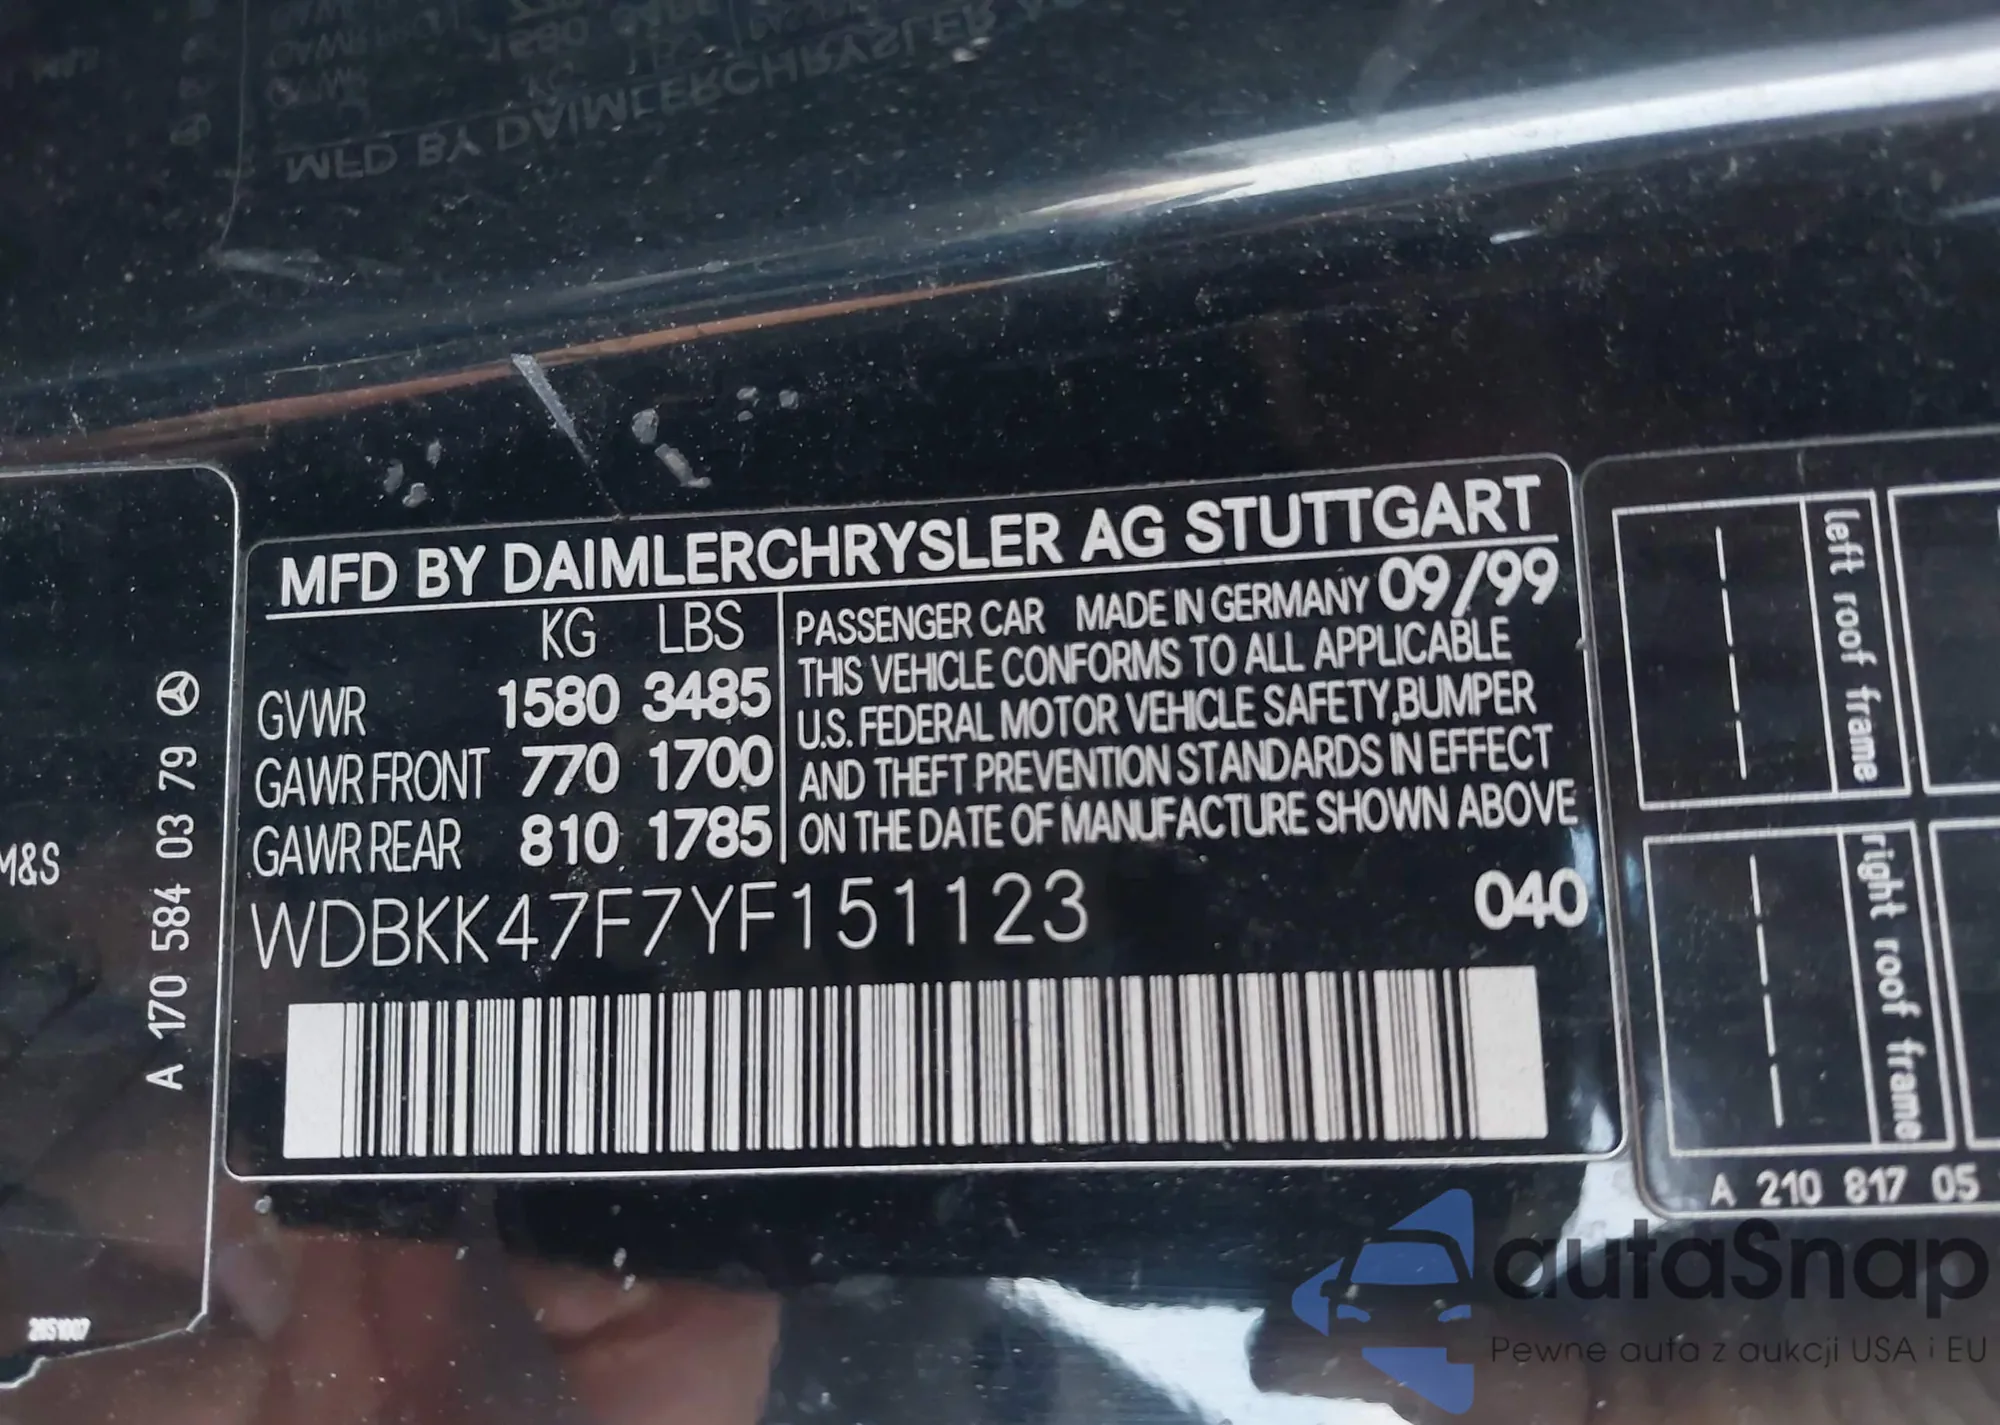 MFD BY DAIMLERCHRYSLER
MFD BY DAIMLERCHRYSLER AG STUTTGART
KG LBS
GVWR 1580 3485
GAWR FRONT 770 1700
GAWR REAR 810 1785
PASSENGER CAR MADE IN GERMANY 09/99
THIS VEHICLE CONFORMS TO ALL APPLICABLE
U.S. FEDERAL MOTOR VEHICLE SAFETY,BUMPER
AND THEFT PREVENTION STANDARDS IN EFFECT
ON THE DATE OF MANUFACTURE SHOWN ABOVE
WDBKK47F7YF151123
040
M&S
A 170 584 03 79
left roof frame
right roof frame
A 210 817 05
autaSnap
Pewne auta z aukcji USA i EU